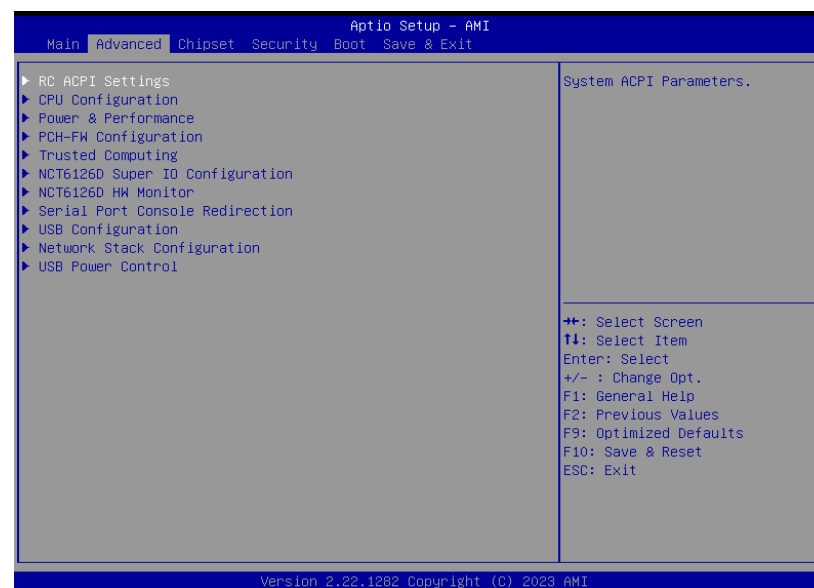 Aptio Setup – AMI
Main Advanced Chipset Security Boot Save & Exit
▶ RC ACPI Settings
▶ CPU Configuration
▶ Power & Performance
▶ PCH-FW Configuration
▶ Trusted Computing
▶ NCT6126D Super IO Configuration
▶ NCT6126D HW Monitor
▶ Serial Port Console Redirection
▶ USB Configuration
▶ Network Stack Configuration
▶ USB Power Control
System ACPI Parameters.
→←: Select Screen
↑↓: Select Item
Enter: Select
+/- : Change Opt.
F1: General Help
F2: Previous Values
F9: Optimized Defaults
F10: Save & Reset
ESC: Exit
Version 2.22.1282 Copyright (C) 2023 AMI